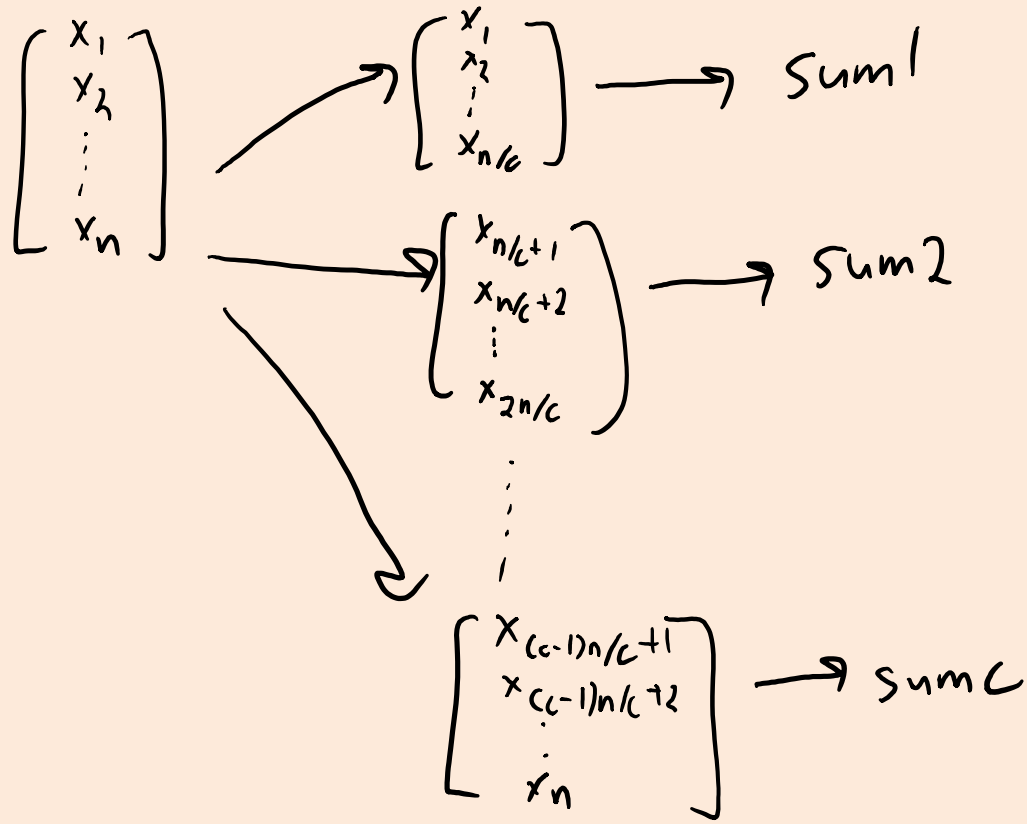 x1
x2
xn
x1
x2
xn/c
sum1
xn/c+1
xn/c+2
x2n/c
sum2
x(c-1)n/c+1
x(c-1)n/c+2
xn
sumc